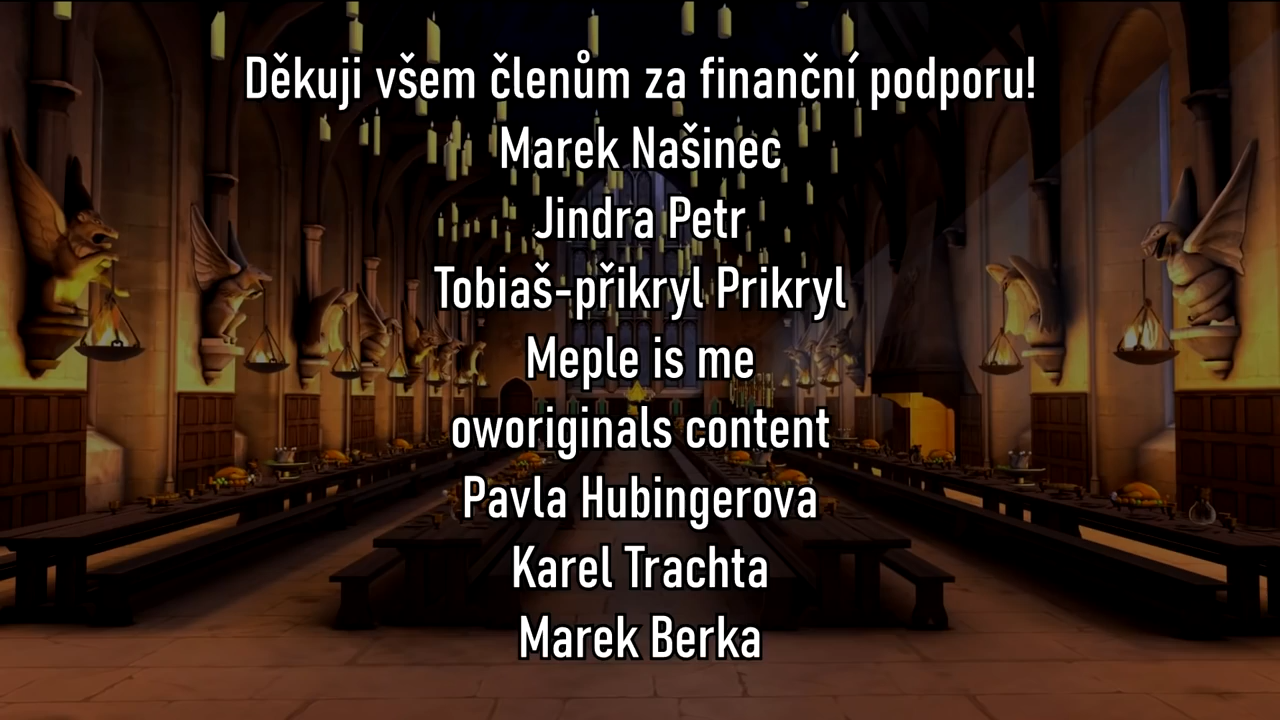 Děkuji všem členům za finanční podporu!
Marek Našinec
Jindra Petr
Tobiaš-přikryl Prikryl
Meple is me
oworiginals content
Pavla Hubingerova
Karel Trachta
Marek Berka